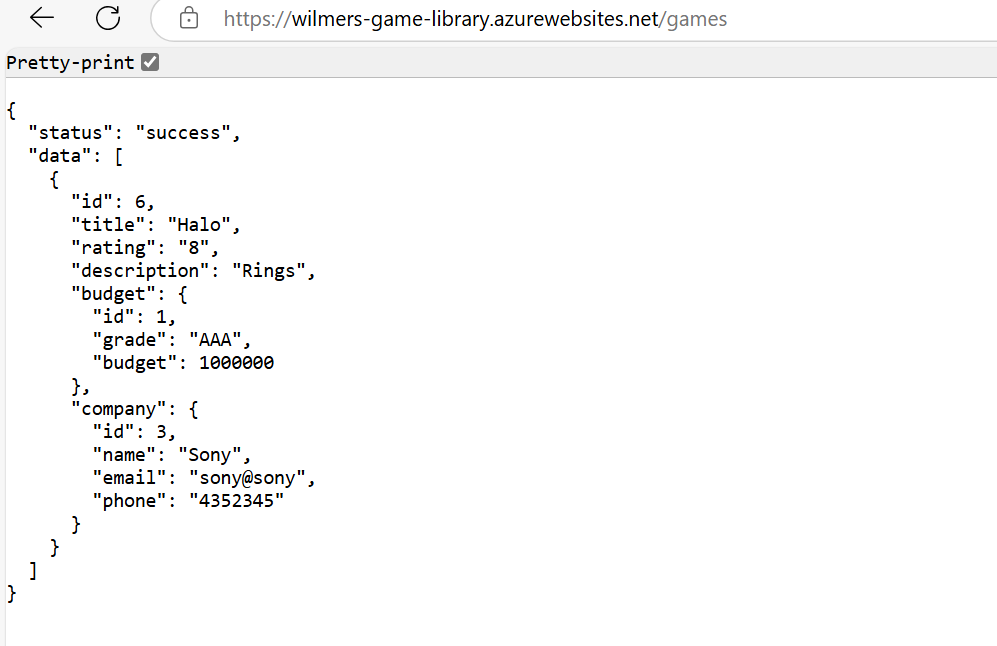 https://wilmers-game-library.azurewebsites.net/games
Pretty-print
{
  "status": "success",
  "data": [
    {
      "id": 6,
      "title": "Halo",
      "rating": "8",
      "description": "Rings",
      "budget": {
        "id": 1,
        "grade": "AAA",
        "budget": 1000000
      },
      "company": {
        "id": 3,
        "name": "Sony",
        "email": "sony@sony",
        "phone": "4352345"
      }
    }
  ]
}